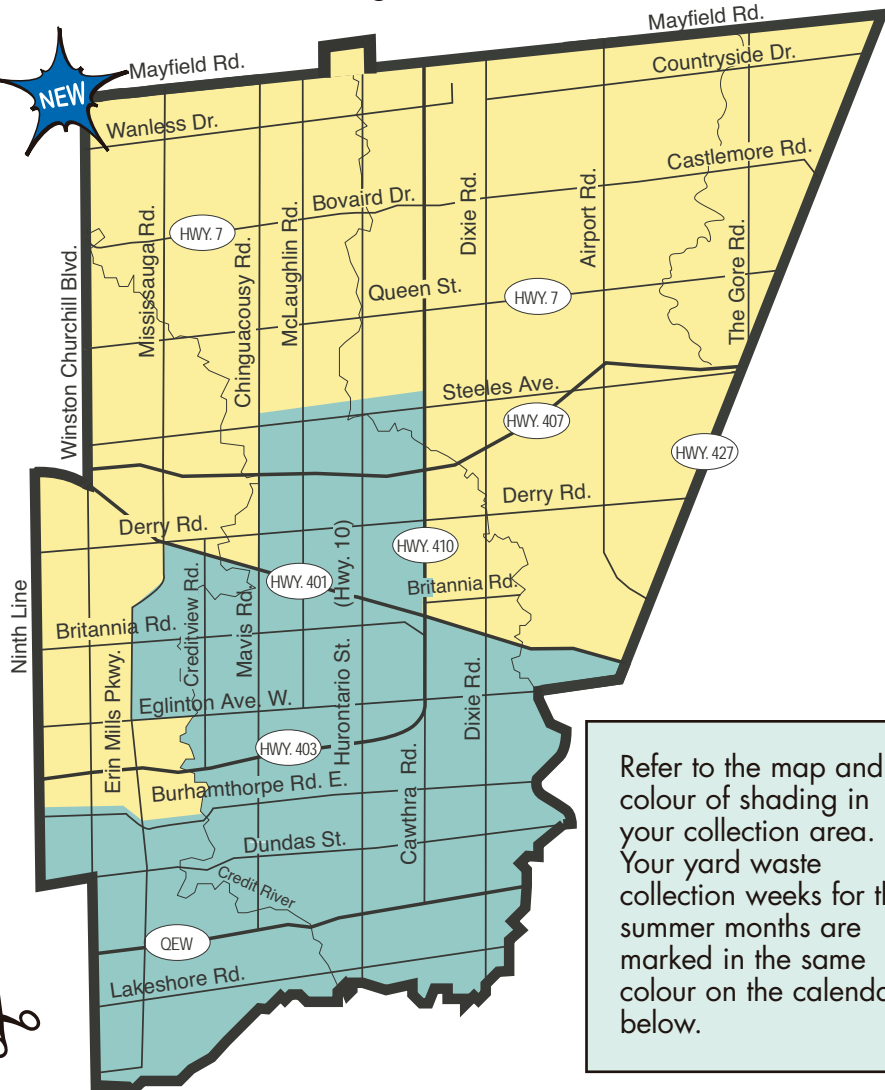 Mayfield Rd.
Mayfield Rd.
Countryside Dr.
NEW
Wanless Dr.
Castlemore Rd.
Bovaird Dr.
Mississauga Rd.
HWY. 7
Chinguacousy Rd.
McLaughlin Rd.
Dixie Rd.
Airport Rd.
The Gore Rd.
Winston Churchill Blvd.
Queen St.
HWY. 7
Steeles Ave.
HWY. 407
HWY. 427
Derry Rd.
Derry Rd.
HWY. 410
(Hwy. 10)
HWY. 401
Britannia Rd.
Creditview Rd.
Mavis Rd.
Ninth Line
Britannia Rd.
Erin Mills Pkwy.
Eglinton Ave. W.
Hurontario St.
Dixie Rd.
HWY. 403
Cawthra Rd.
Burhamthorpe Rd. E.
Dundas St.
Credit River
QEW
Lakeshore Rd.
Refer to the map and
colour of shading in
your collection area.
Your yard waste
collection weeks for th
summer months are
marked in the same
colour on the calenda
below.